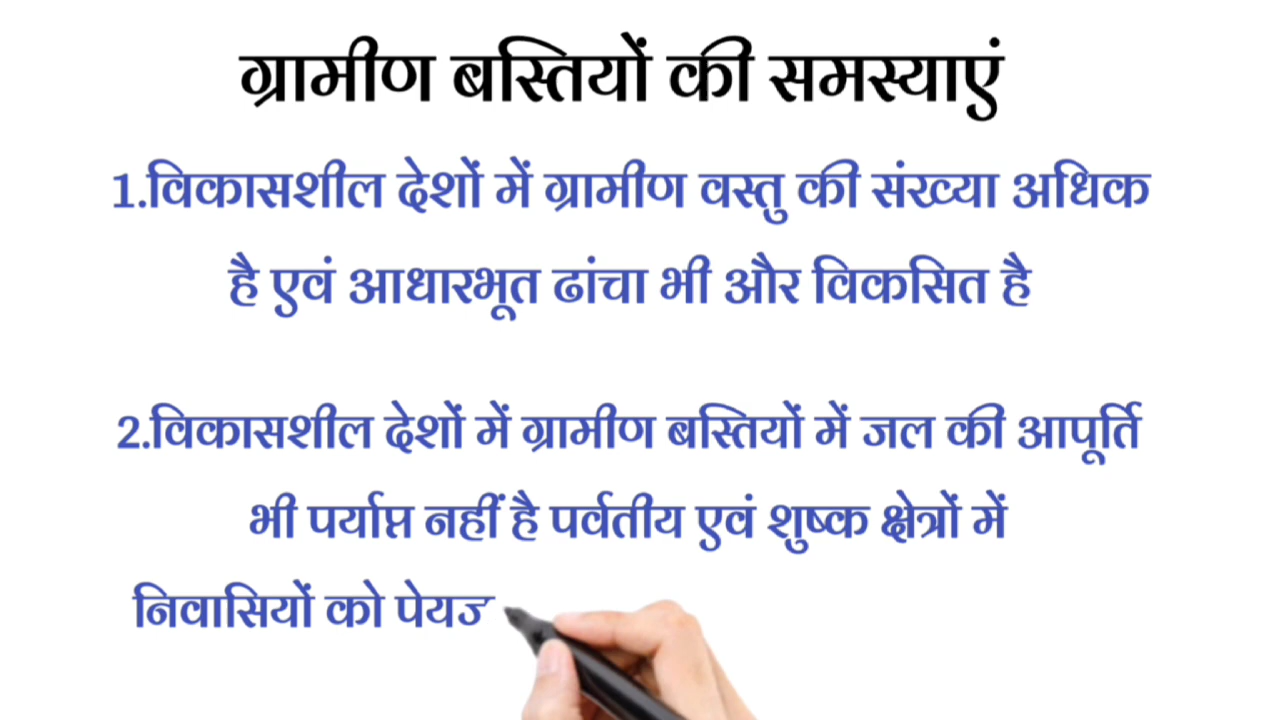 ग्रामीण बस्तियों की समस्याएं
1.विकासशील देशों में ग्रामीण वस्तु की संख्या अधिक
है एवं आधारभूत ढांचा भी और विकसित है
2.विकासशील देशों में ग्रामीण बस्तियों में जल की आपूर्ति
भी पर्याप्त नहीं है पर्वतीय एवं शुष्क क्षेत्रों में
निवासियों को